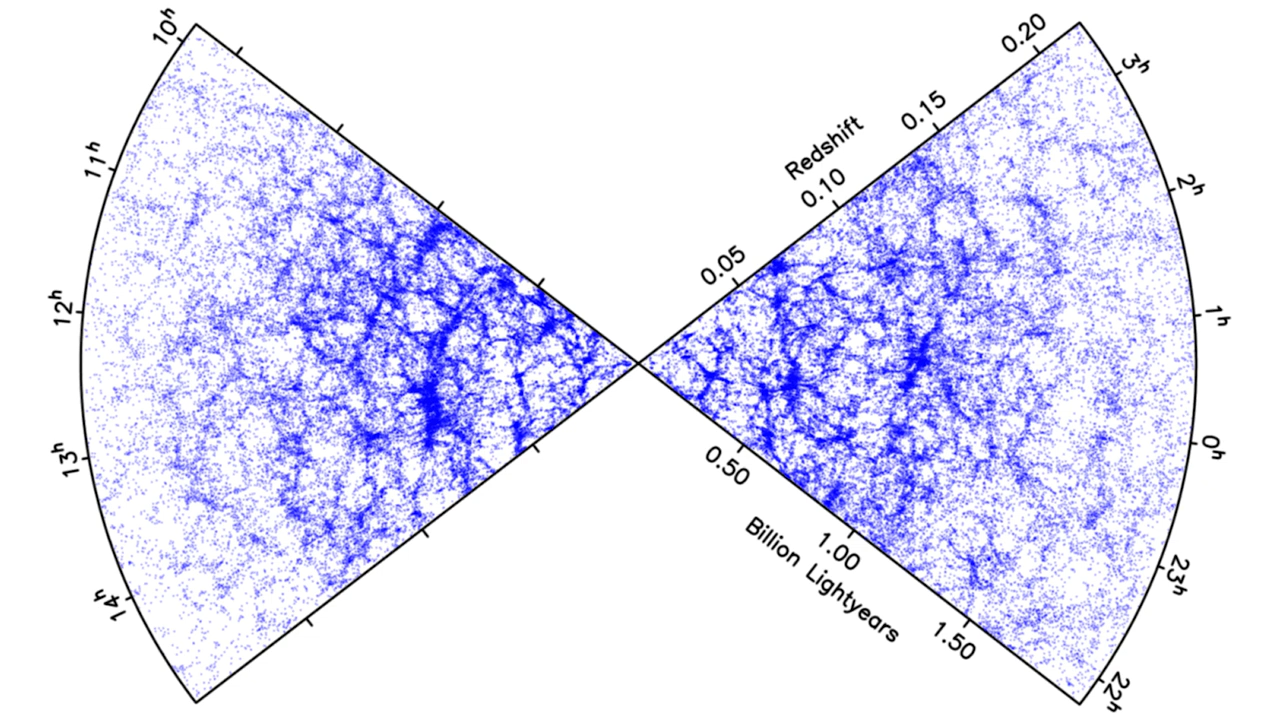 10ʰ
11ʰ
12ʰ
13ʰ
14ʰ
Redshift
0.05
0.10
0.15
0.20
3ʰ
2ʰ
1ʰ
0ʰ
23ʰ
22ʰ
0.50
1.00
1.50
Billion Lightyears